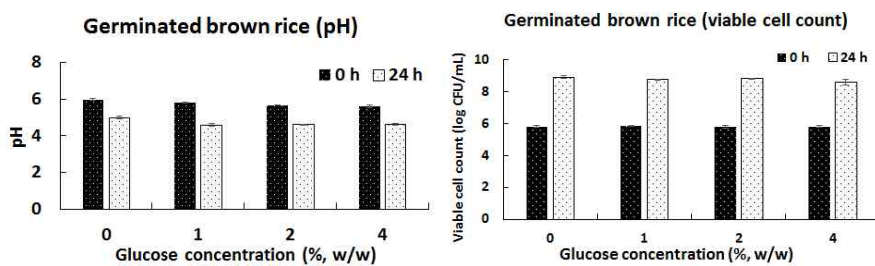 Germinated brown rice (pH)
0 h 24 h
pH
8
6
4
2
0
0 1 2 4
Glucose concentration (%, w/w)
Germinated brown rice (viable cell count)
0 h 24 h
Viable cell count (log CFU/mL)
10
8
6
4
2
0
0 1 2 4
Glucose concentration (%, w/w)